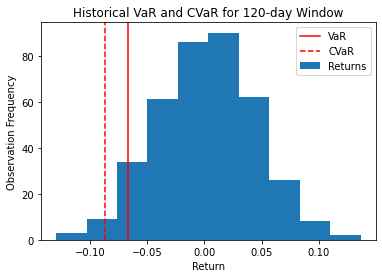 Historical VaR and CVaR for 120-day Window
VaR
CVaR
Returns
Observation Frequency
80
60
40
20
0
−0.10
−0.05
0.00
0.05
0.10
Return